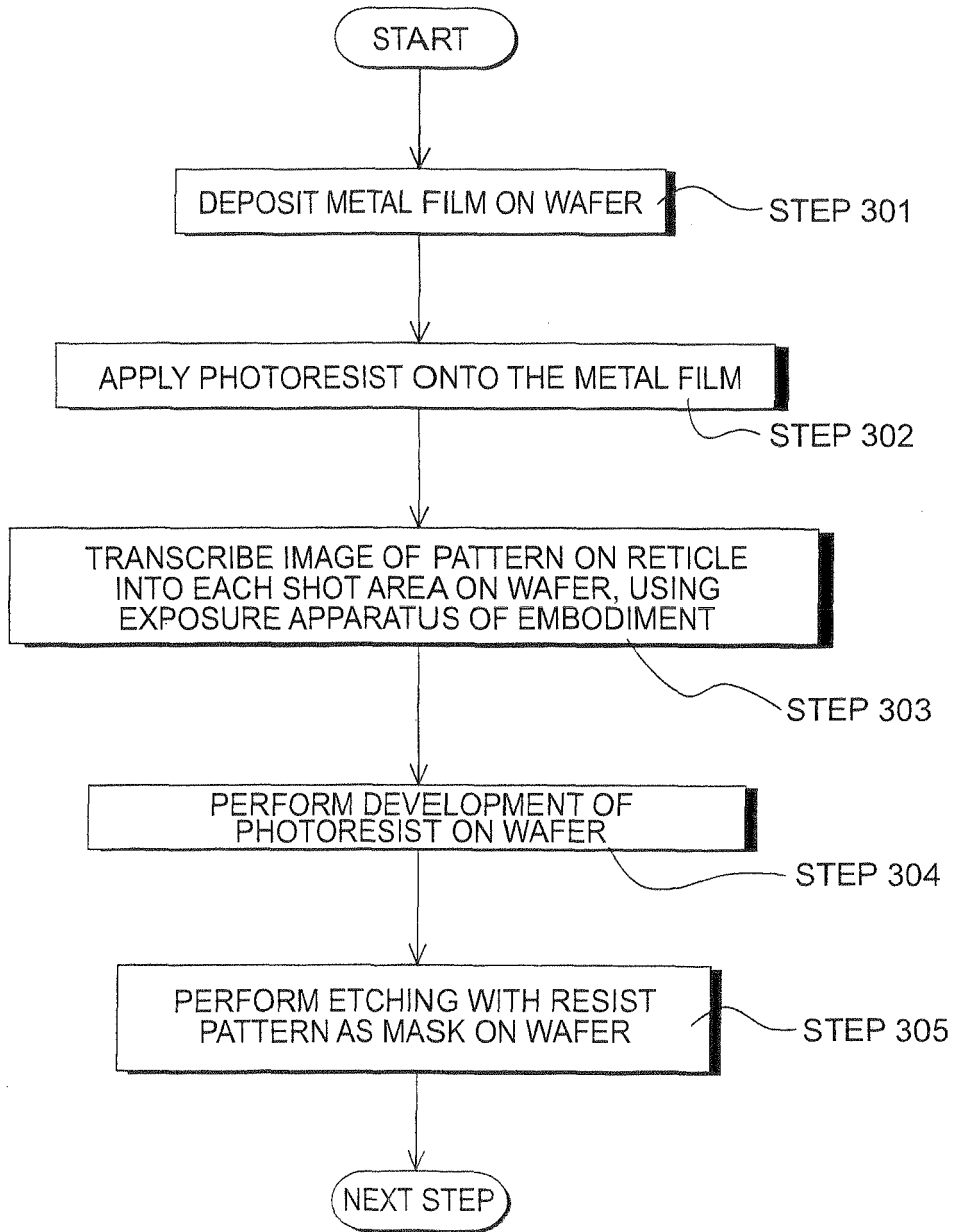 START
DEPOSIT METAL FILM ON WAFER
STEP 301
APPLY PHOTORESIST ONTO THE METAL FILM
STEP 302
TRANSCRIBE IMAGE OF PATTERN ON RETICLE
INTO EACH SHOT AREA ON WAFER, USING
EXPOSURE APPARATUS OF EMBODIMENT
STEP 303
PERFORM DEVELOPMENT OF
PHOTORESIST ON WAFER
STEP 304
PERFORM ETCHING WITH RESIST
PATTERN AS MASK ON WAFER
STEP 305
NEXT STEP